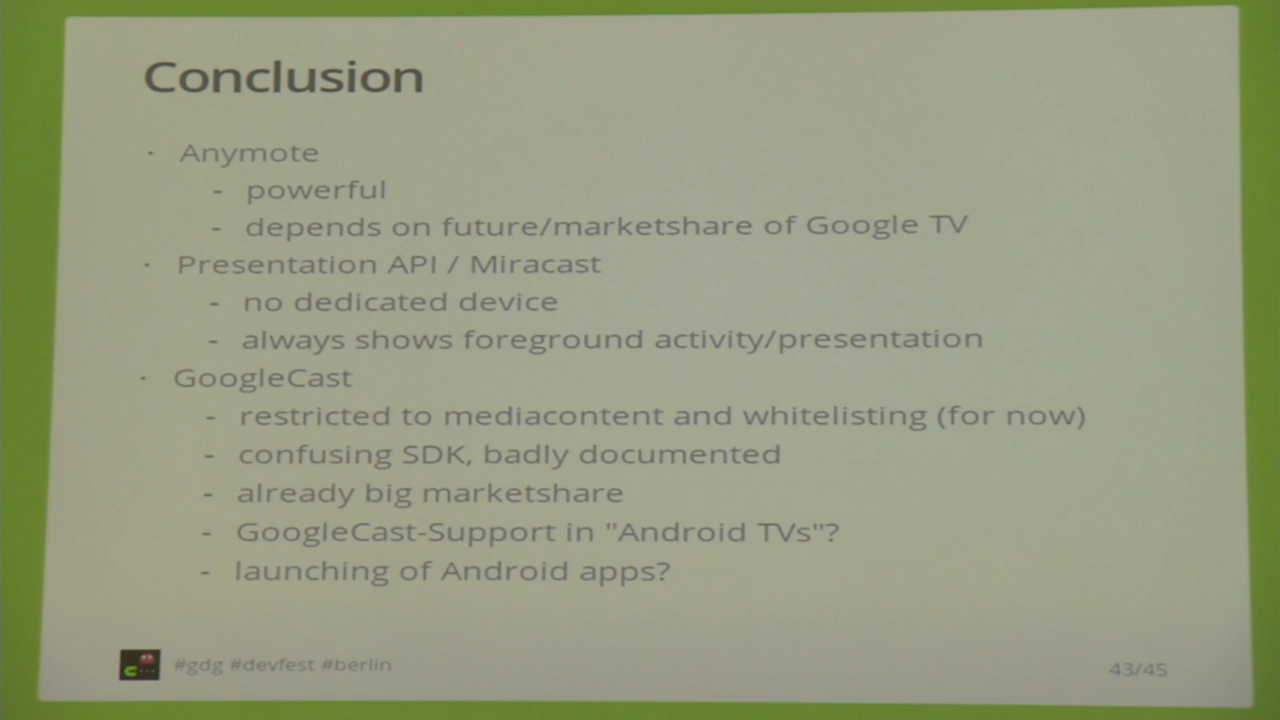 Conclusion
· Anymote
- powerful
- depends on future/marketshare of Google TV
· Presentation API / Miracast
- no dedicated device
- always shows foreground activity/presentation
· GoogleCast
- restricted to mediacontent and whitelisting (for now)
- confusing SDK, badly documented
- already big marketshare
- GoogleCast-Support in "Android TVs"?
- launching of Android apps?
#gdg #devfest #berlin
43/45